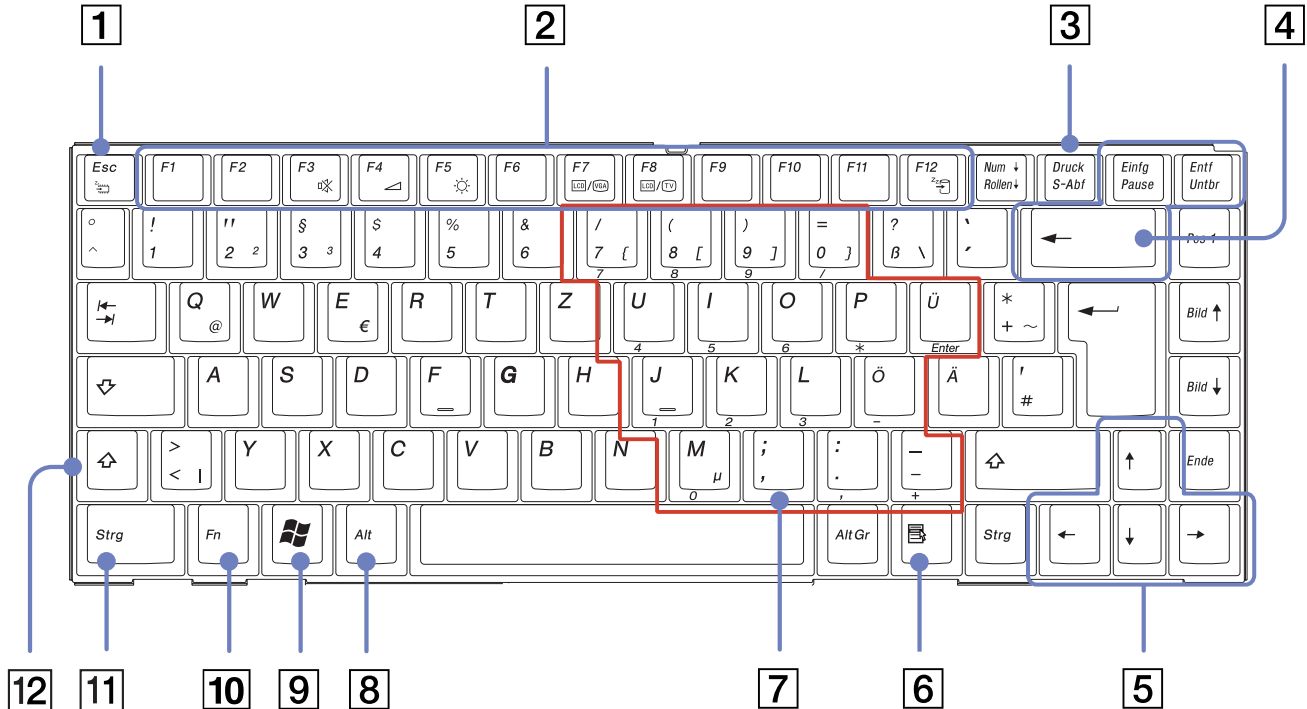 1 2 3 4
Esc F1 F2 F3 F4 F5 F6 F7 F8 F9 F10 F11 F12 Num ↓ Druck Einfg Entf
zz LCD/VGA LCD/TV zz Rollen↓ S-Abf Pause Untbr
° ! " § $ % & / ( ) = ? ` ← Pos 1
^ 1 2 ² 3 ³ 4 5 6 7 { 8 [ 9 ] 0 } ß \ ´
7 8 9 /
Q W E R T Z U I O P Ü * Bild ↑
@ € + ~
4 5 6 * Enter
A S D F G H J K L Ö Ä ' Bild ↓
_ _ #
1 2 3 -
> Y X C V B N M ; : _ ↑ Ende
< | µ , . -
0 , +
Strg Fn Alt Alt Gr Strg ← ↓ →
12 11 10 9 8 7 6 5